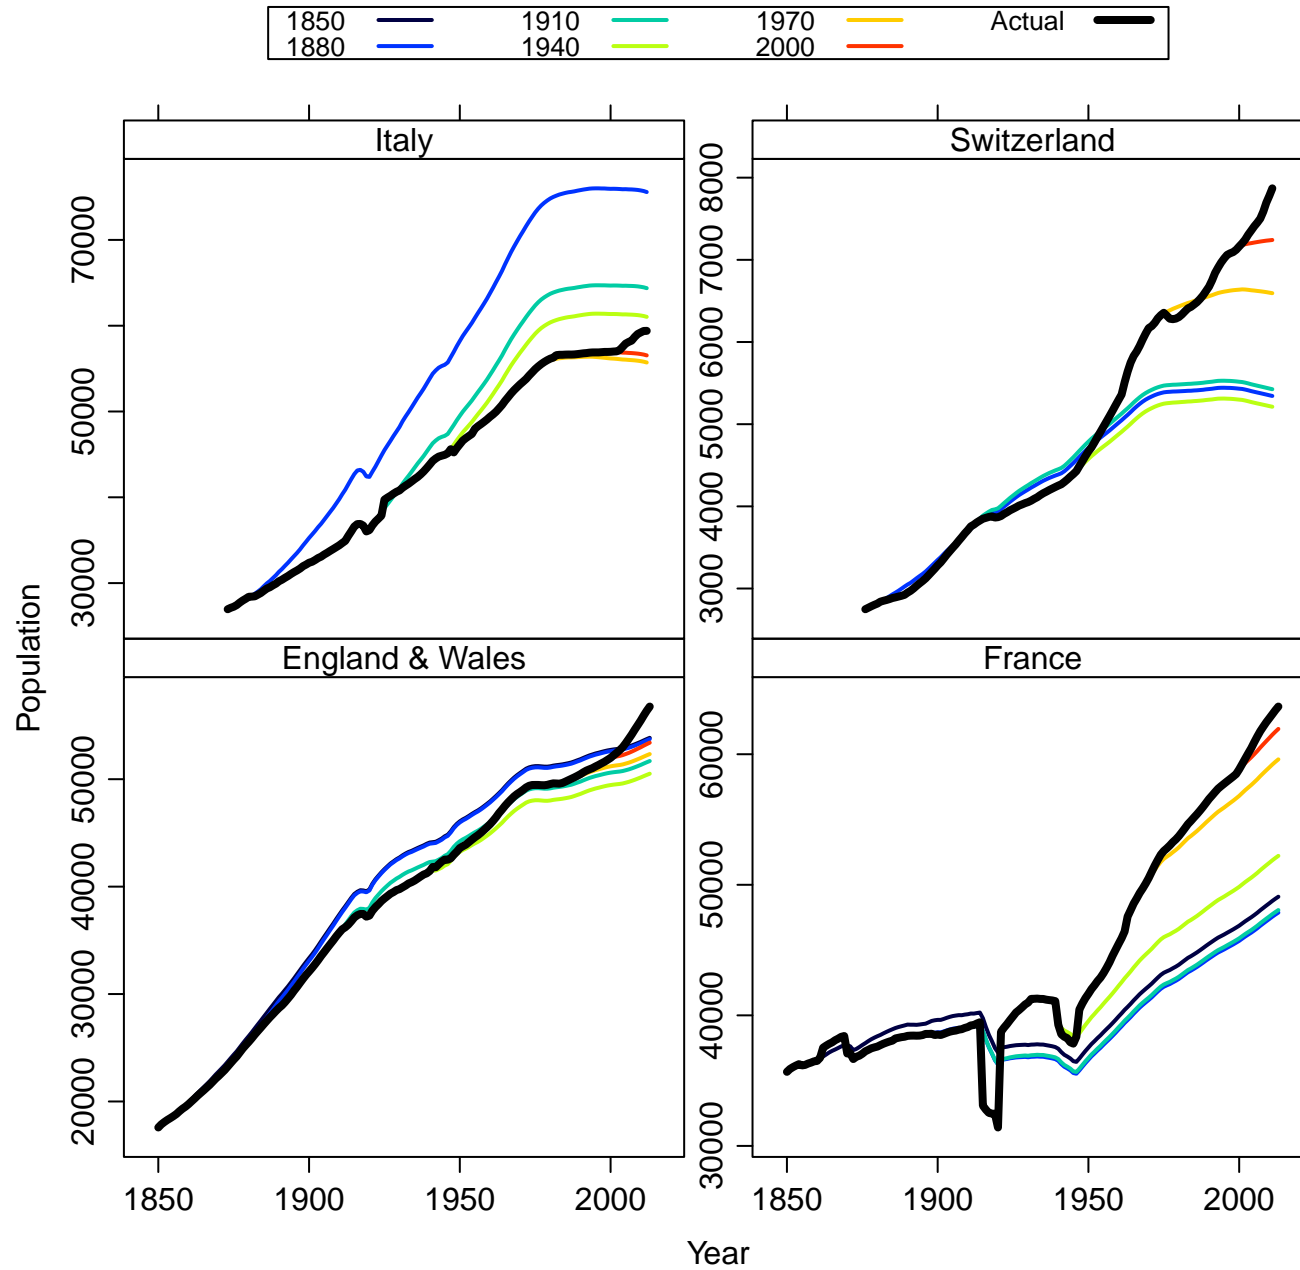 1850 1910 1970 Actual
1880 1940 2000
Italy Switzerland
30000 50000 70000
3000 4000 5000 6000 7000 8000
England & Wales France
20000 30000 40000 50000
30000 40000 50000 60000
1850 1900 1950 2000 1850 1900 1950 2000
Population
Year